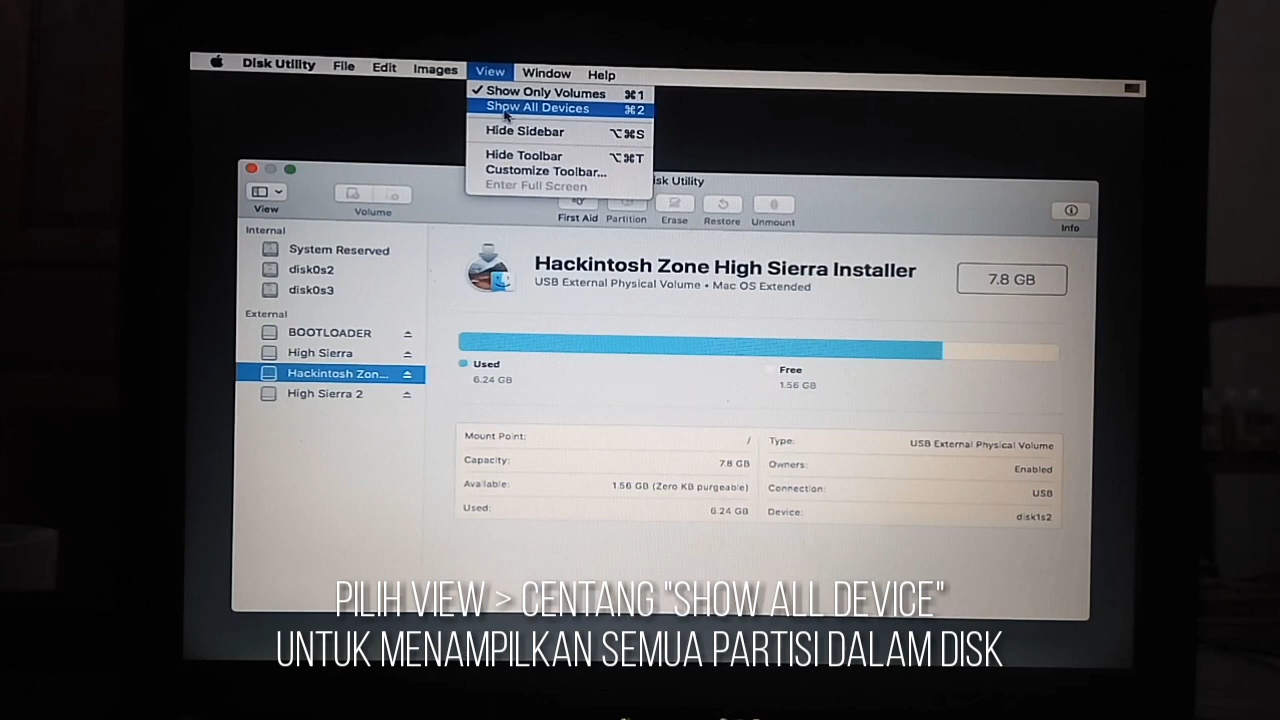 Disk Utility File Edit Images View Window Help
✓ Show Only Volumes ⌘1
Show All Devices ⌘2
Hide Sidebar ⌥⌘S
Hide Toolbar ⌥⌘T
Customize Toolbar...
Enter Full Screen
isk Utility
View
Volume
First Aid Partition Erase Restore Unmount
Info
Internal
System Reserved
disk0s2
disk0s3
External
BOOTLOADER
High Sierra
Hackintosh Zon...
High Sierra 2
Hackintosh Zone High Sierra Installer
USB External Physical Volume • Mac OS Extended
7.8 GB
Used
6.24 GB
Free
1.56 GB
Mount Point: /
Capacity: 7.8 GB
Available: 1.56 GB (Zero KB purgeable)
Used: 6.24 GB
Type: USB External Physical Volume
Owners: Enabled
Connection: USB
Device: disk1s2
PILIH VIEW > CENTANG "SHOW ALL DEVICE"
UNTUK MENAMPILKAN SEMUA PARTISI DALAM DISK